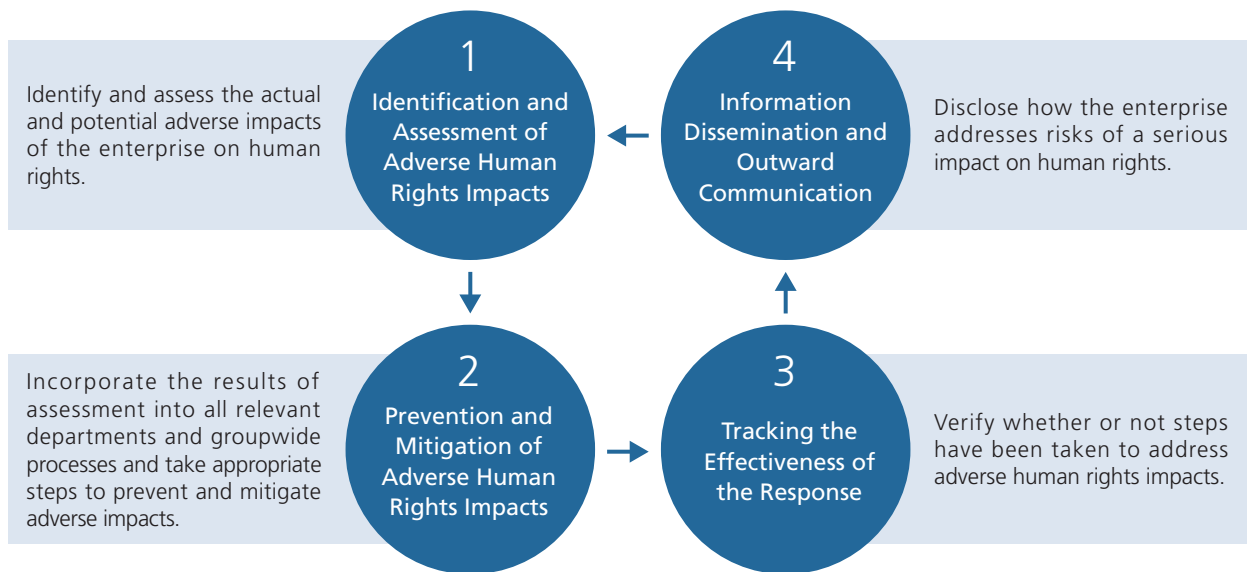 1
Identification and
Assessment of
Adverse Human
Rights Impacts
Identify and assess the actual
and potential adverse impacts
of the enterprise on human
rights.
2
Prevention and
Mitigation of
Adverse Human
Rights Impacts
Incorporate the results of
assessment into all relevant
departments and groupwide
processes and take appropriate
steps to prevent and mitigate
adverse impacts.
3
Tracking the
Effectiveness of
the Response
Verify whether or not steps
have been taken to address
adverse human rights impacts.
4
Information
Dissemination and
Outward
Communication
Disclose how the enterprise
addresses risks of a serious
impact on human rights.